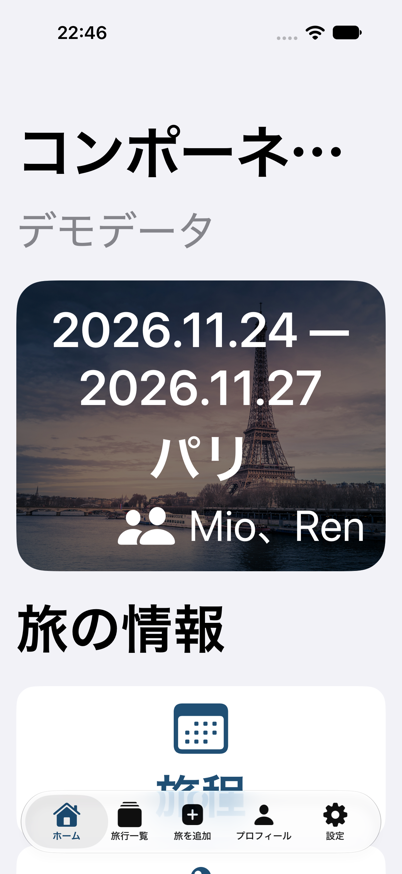 22:46
コンポーネ…
デモデータ
2026.11.24 —
2026.11.27
パリ
Mio、Ren
旅の情報
旅程
ホーム
旅行一覧
旅を追加
プロフィール
設定